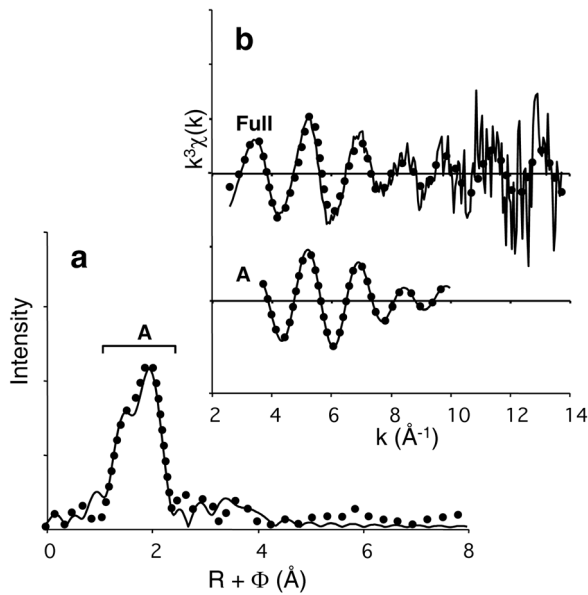 b
k³χ(k)
Full
A
2 4 6 8 10 12 14
k (Å⁻¹)
a
A
Intensity
0 2 4 6 8
R + Φ (Å)